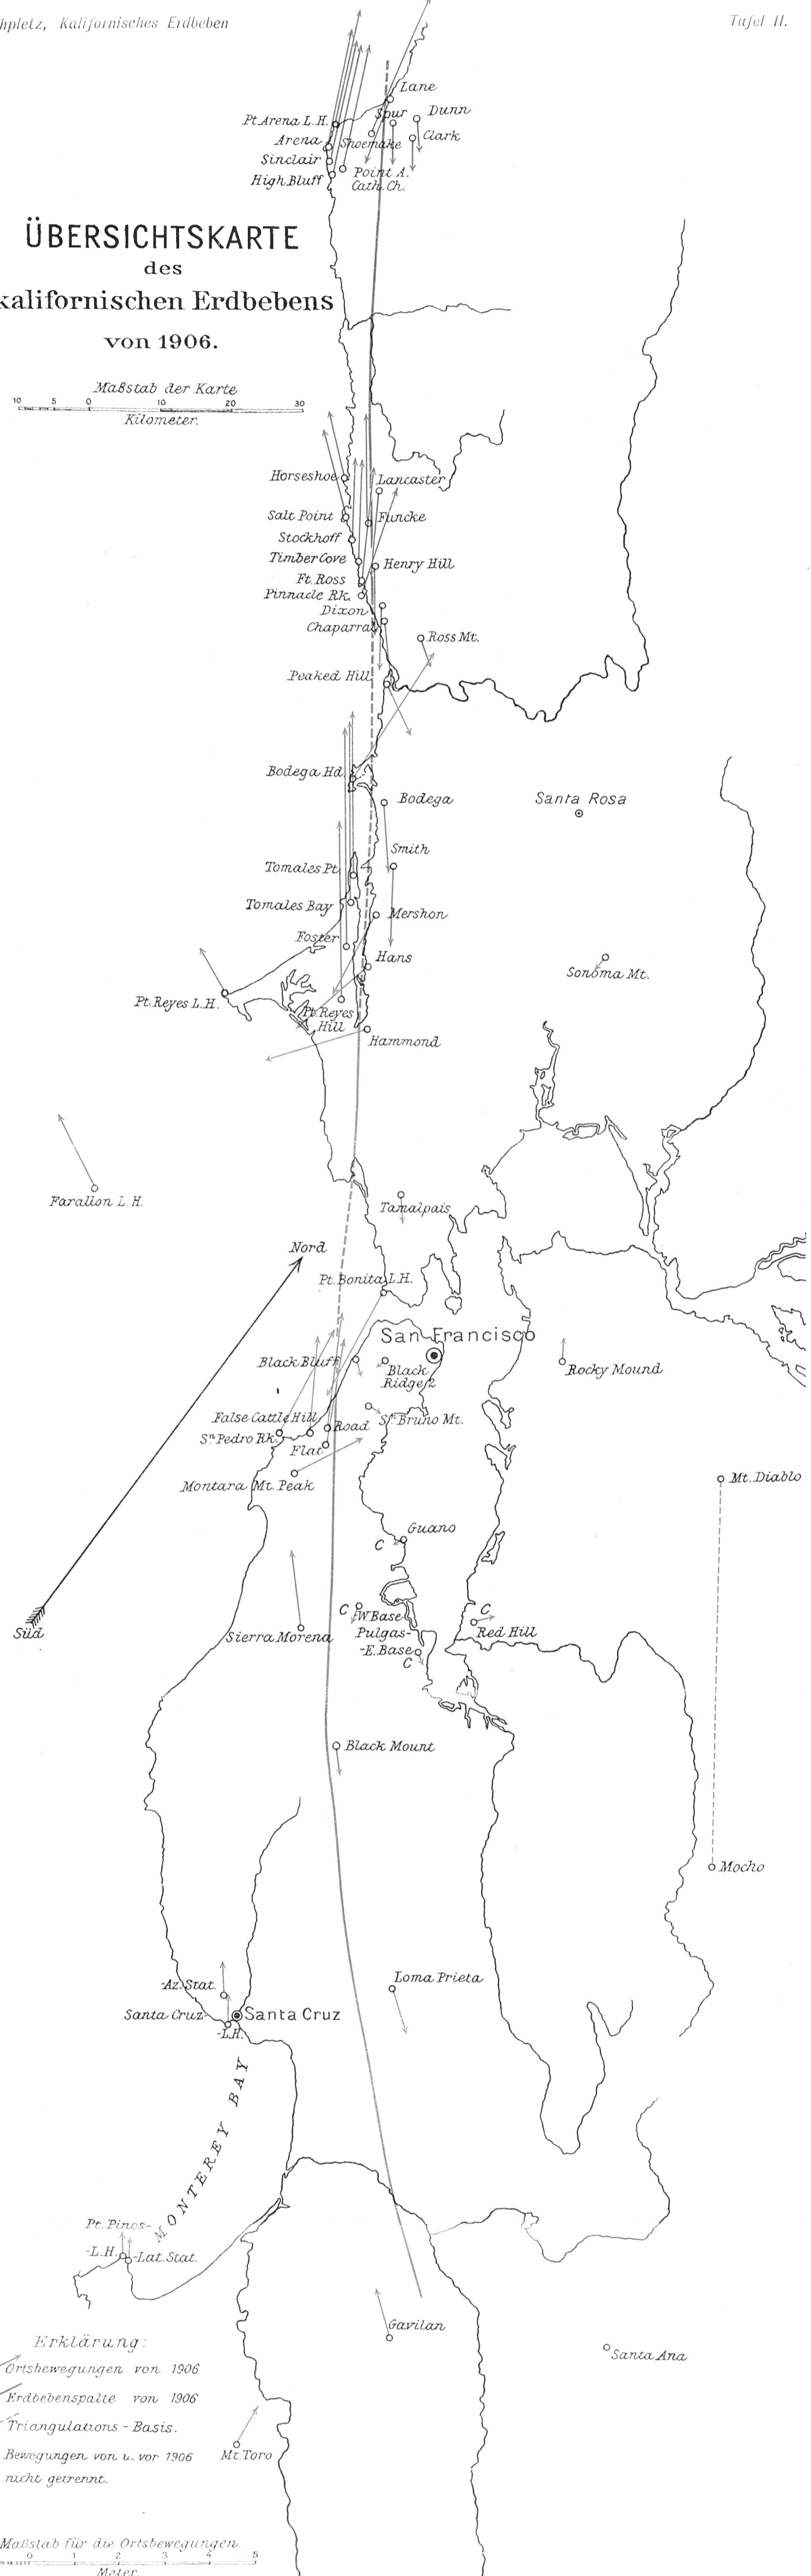 hpletz, Kalifornisches Erdbeben
Tafel II.
Lane
Spur
Dunn
Pt. Arena L.H.
Clark
Arena
Shoemake
Sinclair
Point A.
High Bluff
Cath. Ch.
ÜBERSICHTSKARTE
des
kalifornischen Erdbebens
von 1906.
Maßstab der Karte
10 5 0 10 20 30
Kilometer.
Horseshoe
Lancaster
Salt Point
Funcke
Stockhoff
Timber Cove
Henry Hill
Ft. Ross
Pinnacle Rk.
Dixon
Chaparral
Ross Mt.
Peaked Hill
Bodega Hd.
Bodega
Santa Rosa
Smith
Tomales Pt.
Tomales Bay
Mershon
Foster
Hans
Sonoma Mt.
Pt. Reyes L.H.
Pt. Reyes
Hill
Hammond
Farallon L.H.
Tamalpais
Nord
Pt. Bonita L.H.
San Francisco
Black Bluff
Black
Ridge 2
Rocky Mound
False Cattle Hill
Sn. Bruno Mt.
Road
Sn. Pedro Rk.
Flat
Mt. Diablo
Montara Mt. Peak
Guano
C
C
W Base
C
Süd
Sierra Morena
Pulgas-
Red Hill
-E. Base
C
Black Mount
Mocho
Loma Prieta
-Az. Stat.
Santa Cruz-
Santa Cruz
-L.H.
MONTEREY BAY
Pt. Pinos-
-L.H.
-Lat. Stat.
Gavilan
Santa Ana
Erklärung:
Ortsbewegungen von 1906
Erdbebenspalte von 1906
Triangulations-Basis.
Bewegungen von u. vor 1906
nicht getrennt.
Mt. Toro
Maßstab für die Ortsbewegungen
0 1 2 3 4 5
Meter